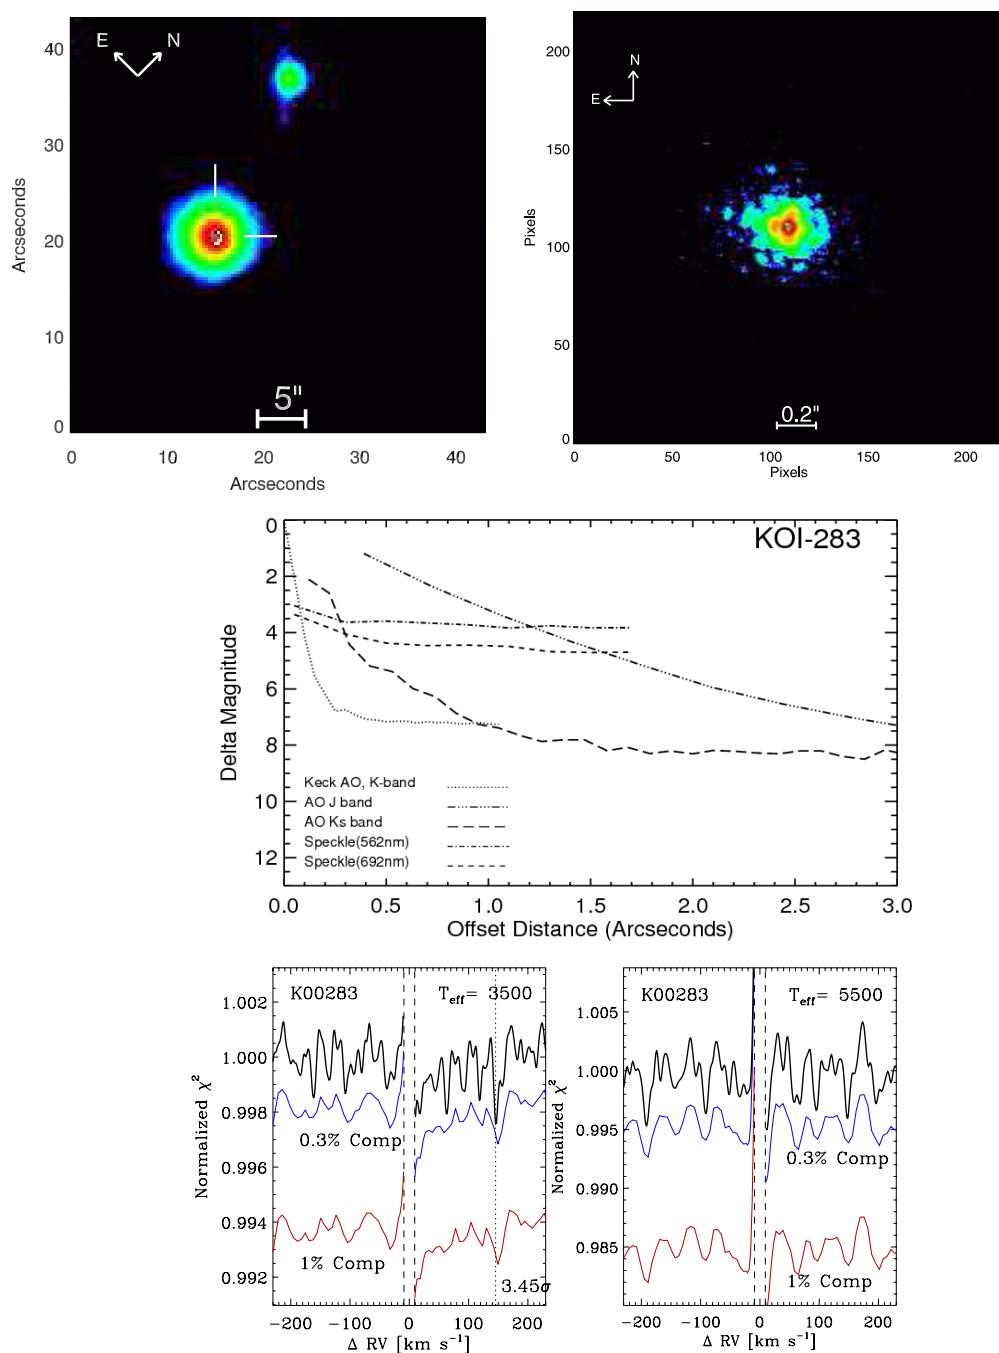 E N
40
30
20
10
0
Arcseconds
5"
0 10 20 30 40
Arcseconds
N
E
200
150
100
50
0
Pixels
0.2"
0 50 100 150 200
Pixels
KOI-283
0
2
4
6
8
10
12
Delta Magnitude
Keck AO, K-band
AO J band
AO Ks band
Speckle(562nm)
Speckle(692nm)
0.0 0.5 1.0 1.5 2.0 2.5 3.0
Offset Distance (Arcseconds)
K00283 Teff= 3500
1.002
1.000
0.998
0.996
0.994
0.992
Normalized χ²
0.3% Comp
1% Comp
3.45σ
−200 −100 0 100 200
Δ RV [km s⁻¹]
K00283 Teff= 5500
1.005
1.000
0.995
0.990
0.985
Normalized χ²
0.3% Comp
1% Comp
−200 −100 0 100 200
Δ RV [km s⁻¹]